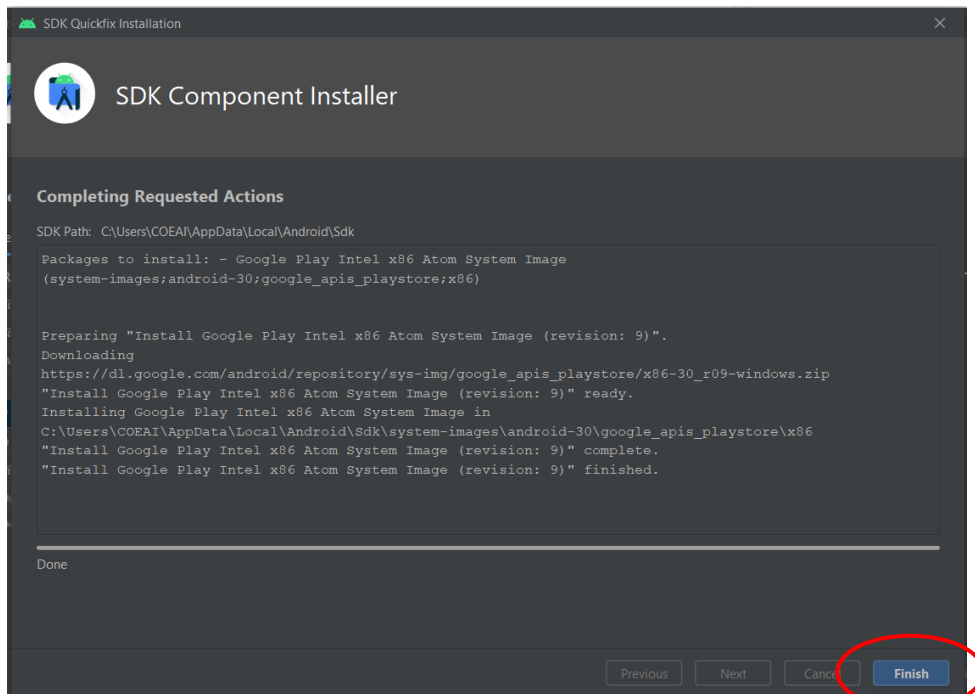 SDK Quickfix Installation
SDK Component Installer
Completing Requested Actions
SDK Path: C:\Users\COEAI\AppData\Local\Android\Sdk
Packages to install: - Google Play Intel x86 Atom System Image
(system-images;android-30;google_apis_playstore;x86)
Preparing "Install Google Play Intel x86 Atom System Image (revision: 9)".
Downloading
https://dl.google.com/android/repository/sys-img/google_apis_playstore/x86-30_r09-windows.zip
"Install Google Play Intel x86 Atom System Image (revision: 9)" ready.
Installing Google Play Intel x86 Atom System Image in
C:\Users\COEAI\AppData\Local\Android\Sdk\system-images\android-30\google_apis_playstore\x86
"Install Google Play Intel x86 Atom System Image (revision: 9)" complete.
"Install Google Play Intel x86 Atom System Image (revision: 9)" finished.
Done
Previous Next Cancel Finish